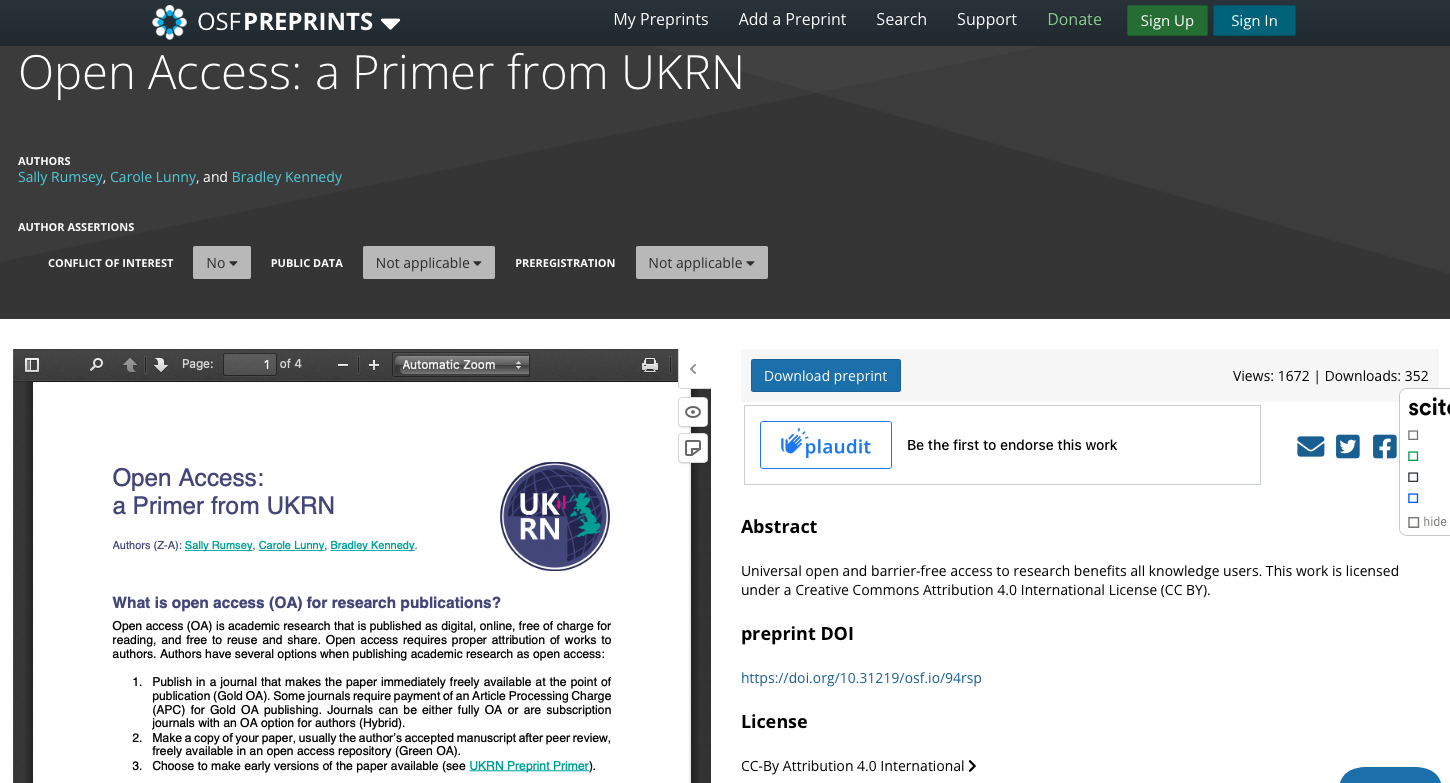 OSFPREPRINTS
My Preprints Add a Preprint Search Support Donate Sign Up Sign In
Open Access: a Primer from UKRN
AUTHORS
Sally Rumsey, Carole Lunny, and Bradley Kennedy
AUTHOR ASSERTIONS
CONFLICT OF INTEREST No PUBLIC DATA Not applicable PREREGISTRATION Not applicable
Page: 1 of 4 Automatic Zoom
Open Access:
a Primer from UKRN
UK
RN
Authors (Z-A): Sally Rumsey, Carole Lunny, Bradley Kennedy.
What is open access (OA) for research publications?
Open access (OA) is academic research that is published as digital, online, free of charge for
reading, and free to reuse and share. Open access requires proper attribution of works to
authors. Authors have several options when publishing academic research as open access:
1. Publish in a journal that makes the paper immediately freely available at the point of
publication (Gold OA). Some journals require payment of an Article Processing Charge
(APC) for Gold OA publishing. Journals can be either fully OA or are subscription
journals with an OA option for authors (Hybrid).
2. Make a copy of your paper, usually the author's accepted manuscript after peer review,
freely available in an open access repository (Green OA).
3. Choose to make early versions of the paper available (see UKRN Preprint Primer).
Download preprint
Views: 1672 | Downloads: 352
plaudit
Be the first to endorse this work
scite
hide
Abstract
Universal open and barrier-free access to research benefits all knowledge users. This work is licensed
under a Creative Commons Attribution 4.0 International License (CC BY).
preprint DOI
https://doi.org/10.31219/osf.io/94rsp
License
CC-By Attribution 4.0 International